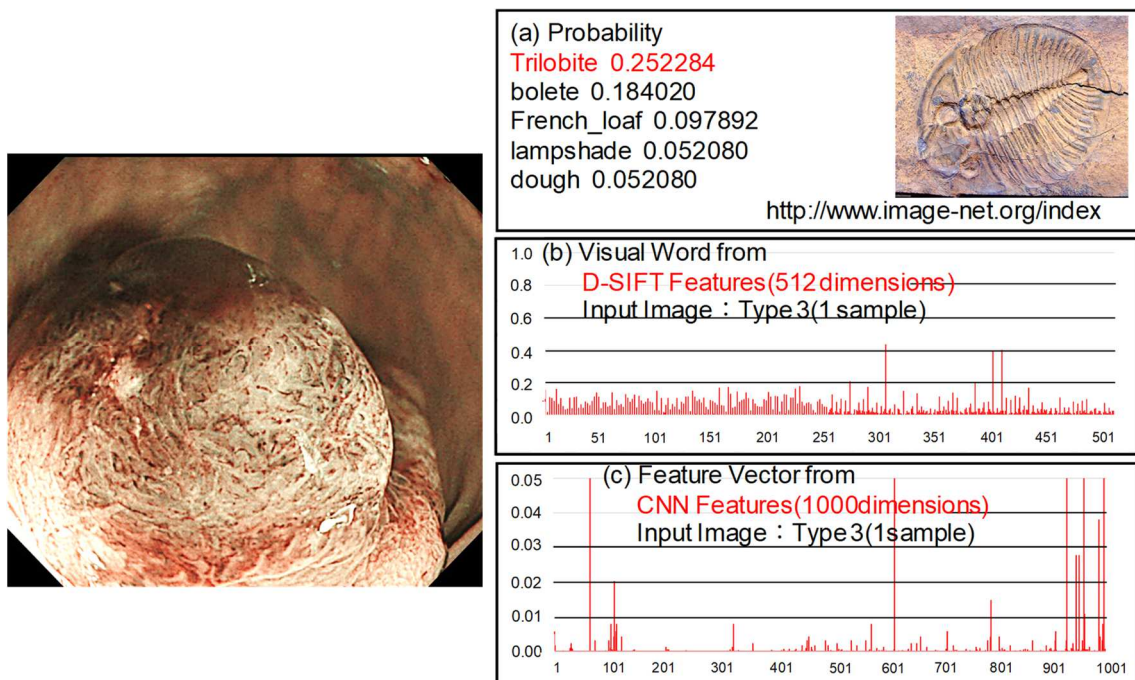 (a) Probability
Trilobite 0.252284
bolete 0.184020
French_loaf 0.097892
lampshade 0.052080
dough 0.052080
http://www.image-net.org/index
(b) Visual Word from
D-SIFT Features(512 dimensions)
Input Image：Type 3(1 sample)
1.0
0.8
0.6
0.4
0.2
0.0
1 51 101 151 201 251 301 351 401 451 501
(c) Feature Vector from
CNN Features(1000dimensions)
Input Image：Type 3(1sample)
0.05
0.04
0.03
0.02
0.01
0.00
1 101 201 301 401 501 601 701 801 901 1001